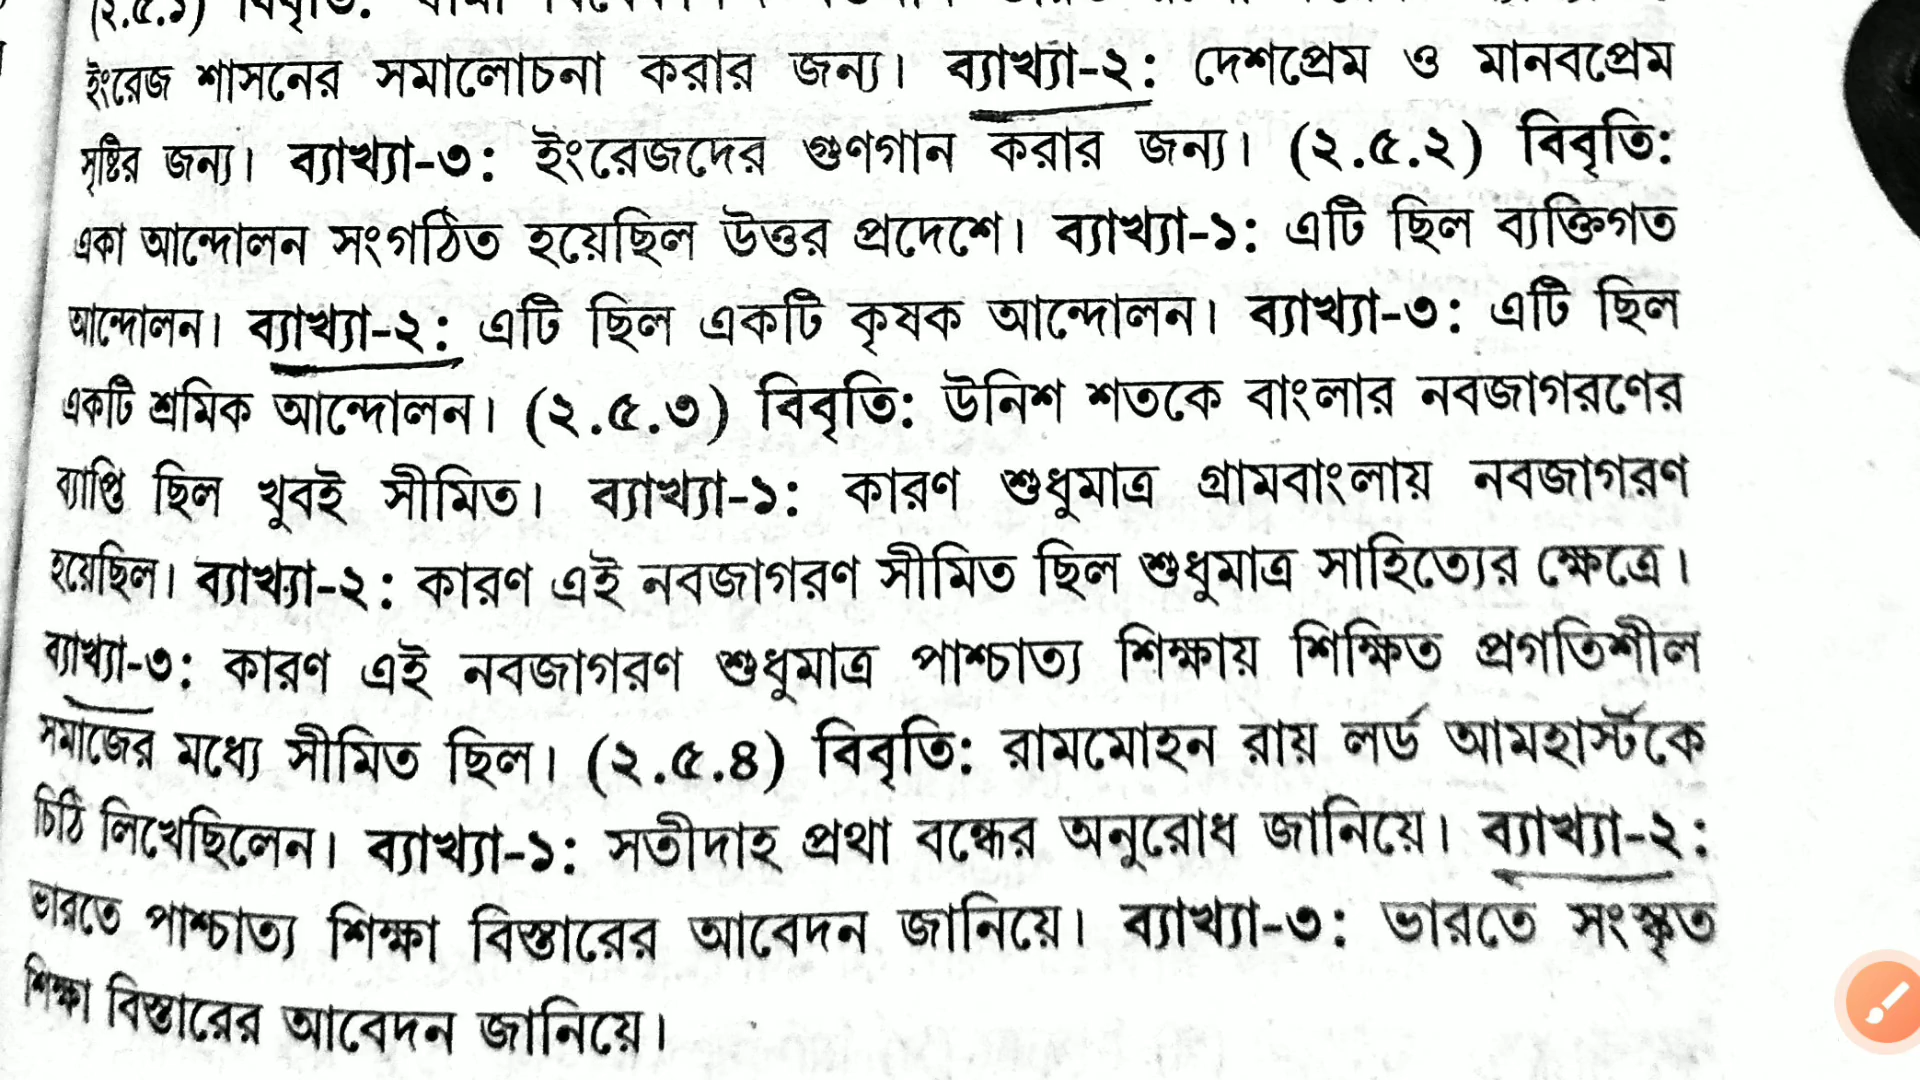 (২.৫.১) বিবৃতি:
ইংরেজ শাসনের সমালোচনা করার জন্য। ব্যাখ্যা-২: দেশপ্রেম ও মানবপ্রেম
সৃষ্টির জন্য। ব্যাখ্যা-৩: ইংরেজদের গুণগান করার জন্য। (২.৫.২) বিবৃতি:
একা আন্দোলন সংগঠিত হয়েছিল উত্তর প্রদেশে। ব্যাখ্যা-১: এটি ছিল ব্যক্তিগত
আন্দোলন। ব্যাখ্যা-২: এটি ছিল একটি কৃষক আন্দোলন। ব্যাখ্যা-৩: এটি ছিল
একটি শ্রমিক আন্দোলন। (২.৫.৩) বিবৃতি: উনিশ শতকে বাংলার নবজাগরণের
ব্যাপ্তি ছিল খুবই সীমিত। ব্যাখ্যা-১: কারণ শুধুমাত্র গ্রামবাংলায় নবজাগরণ
হয়েছিল। ব্যাখ্যা-২: কারণ এই নবজাগরণ সীমিত ছিল শুধুমাত্র সাহিত্যের ক্ষেত্রে।
ব্যাখ্যা-৩: কারণ এই নবজাগরণ শুধুমাত্র পাশ্চাত্য শিক্ষায় শিক্ষিত প্রগতিশীল
সমাজের মধ্যে সীমিত ছিল। (২.৫.৪) বিবৃতি: রামমোহন রায় লর্ড আমহার্স্টকে
চিঠি লিখেছিলেন। ব্যাখ্যা-১: সতীদাহ প্রথা বন্ধের অনুরোধ জানিয়ে। ব্যাখ্যা-২:
ভারতে পাশ্চাত্য শিক্ষা বিস্তারের আবেদন জানিয়ে। ব্যাখ্যা-৩: ভারতে সংস্কৃত
শিক্ষা বিস্তারের আবেদন জানিয়ে।